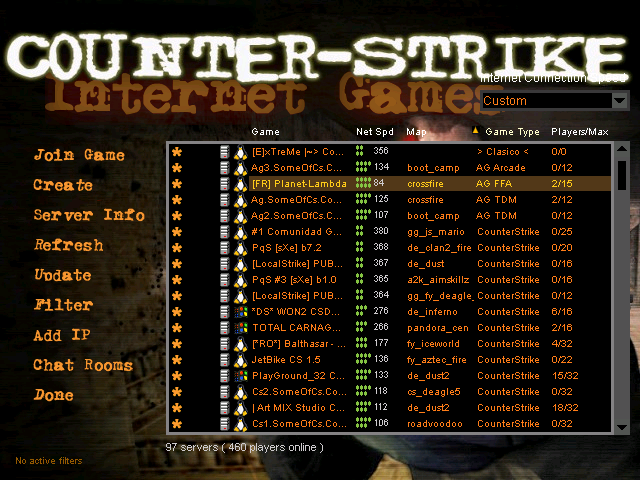 COUNTER-STRIKE
Internet Games
Internet Connection Speed
Custom
Game Net Spd Map Game Type Players/Max
Join Game
Create
Server Info
Refresh
Update
Filter
Add IP
Chat Rooms
Done
[E]xTreMe |~> Co... 356 > Clasico < 0/0
Ag3.SomeOfCs.Co... 134 boot_camp AG Arcade 0/12
[FR] Planet-Lambda 84 crossfire AG FFA 2/15
Ag.SomeOfCs.Co... 125 crossfire AG TDM 2/12
Ag2.SomeOfCs.Co... 107 boot_camp AG TDM 0/12
#1 Comunidad G... 380 gg_js_mario CounterStrike 0/25
PqS [sXe] b7.2 368 de_clan2_fire CounterStrike 0/20
[LocalStrike] PUB... 367 de_dust CounterStrike 0/16
PqS #3 [sXe] b1.0 365 a2k_aimskillz CounterStrike 0/16
[LocalStrike] PUB... 364 gg_fy_deagle_ CounterStrike 0/12
"DS" WON2 CSD... 276 de_inferno CounterStrike 6/16
TOTAL CARNAG... 266 pandora_cen CounterStrike 2/16
["RO"] Balthasar - ... 177 fy_iceworld CounterStrike 4/32
JetBike CS 1.5 136 fy_aztec_fire CounterStrike 0/22
PlayGround_32 C... 133 de_dust2 CounterStrike 15/32
Cs2.SomeOfCs.Co... 118 cs_deagle5 CounterStrike 0/32
| Art MIX Studio C... 112 de_dust2 CounterStrike 18/32
Cs1.SomeOfCs.Co... 106 roadvoodoo CounterStrike 0/32
97 servers ( 460 players online )
No active filters